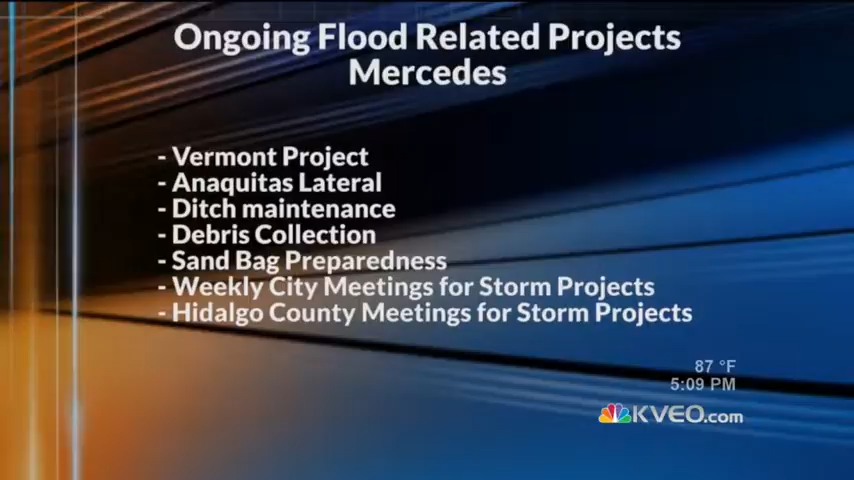 Ongoing Flood Related Projects
Mercedes
- Vermont Project
- Anaquitas Lateral
- Ditch maintenance
- Debris Collection
- Sand Bag Preparedness
- Weekly City Meetings for Storm Projects
- Hidalgo County Meetings for Storm Projects
87 °F
5:09 PM
KVEO.com